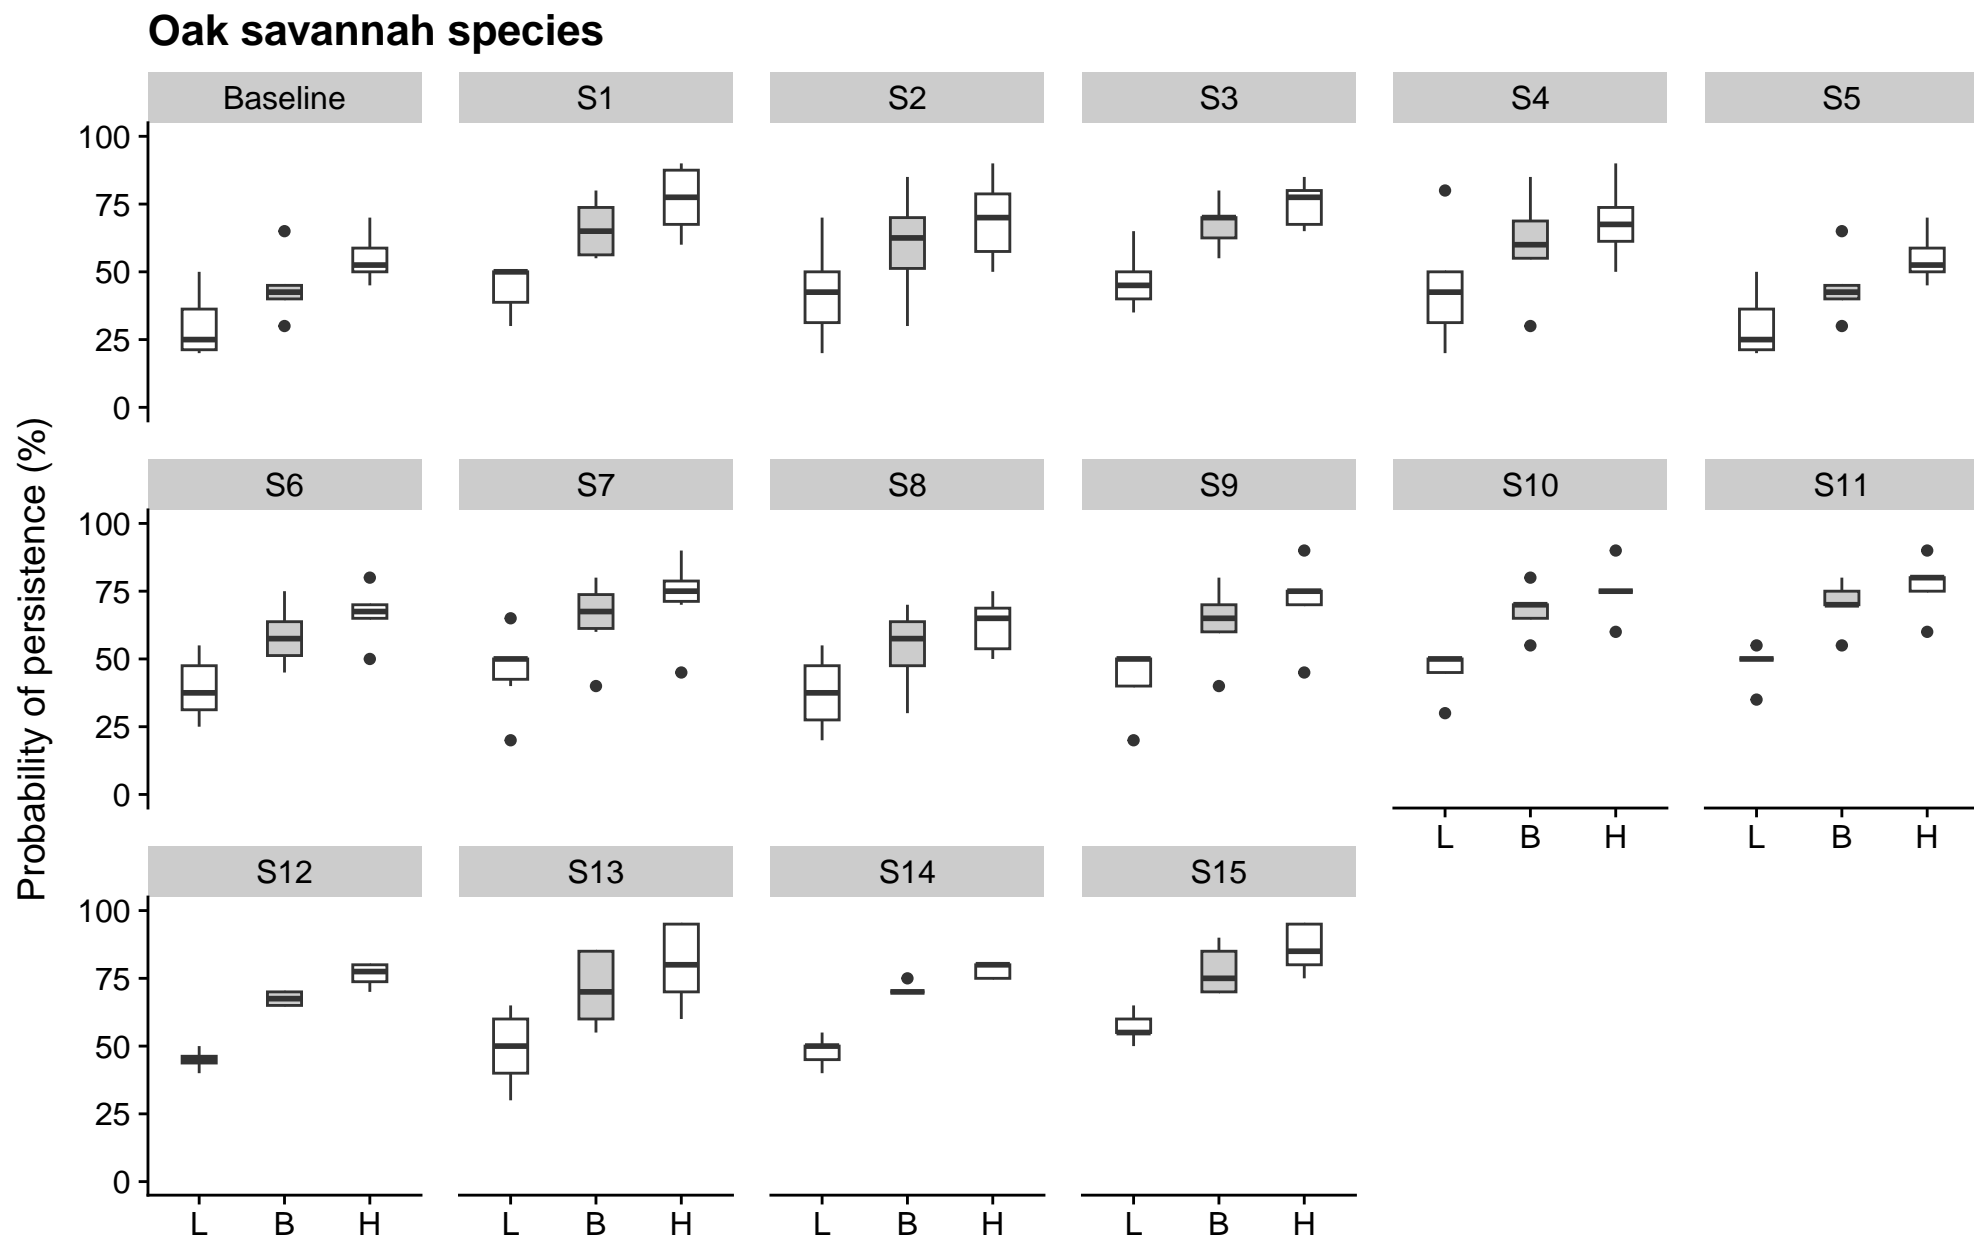 Oak savannah species
Baseline S1 S2 S3 S4 S5
100
75
50
25
0
Probability of persistence (%)
S6 S7 S8 S9 S10 S11
100
75
50
25
0
L B H L B H
S12 S13 S14 S15
100
75
50
25
0
L B H L B H L B H L B H